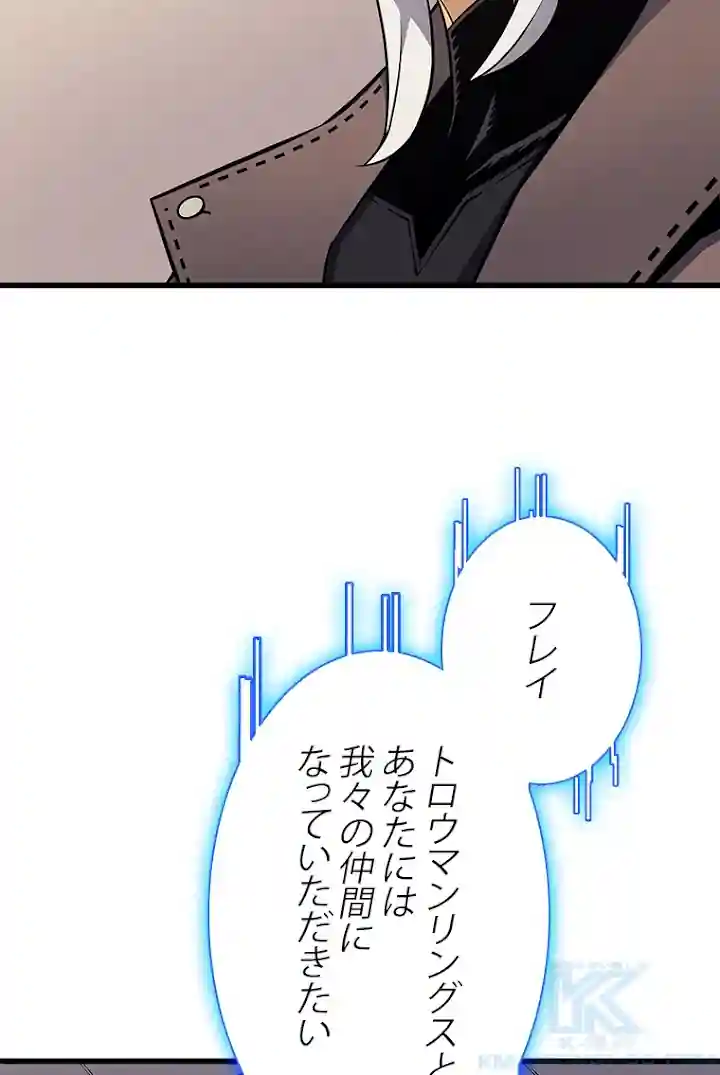 フレイ
トロウマンリングスと
あなたには
我々の仲間に
なっていただきたい